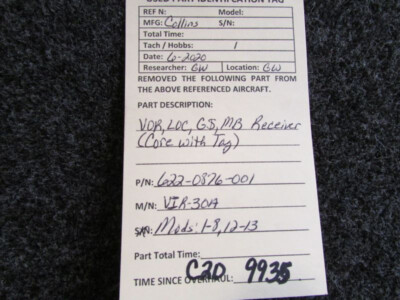 USED PART IDENTIFICATION TAG
REF N: Model:
MFG: Collins S/N:
Total Time:
Tach / Hobbs: /
Date: 6-2020
Researcher: GW Location: GW
REMOVED THE FOLLOWING PART FROM
THE ABOVE REFERENCED AIRCRAFT.
PART DESCRIPTION:
VOR, LOC, GS, MB Receiver
(Core with Tag)
P/N: 622-0876-001
M/N: VIR-30A
S/N: Mods: 1-8, 12-13
Part Total Time:
TIME SINCE OVERHAUL:
C20 9935